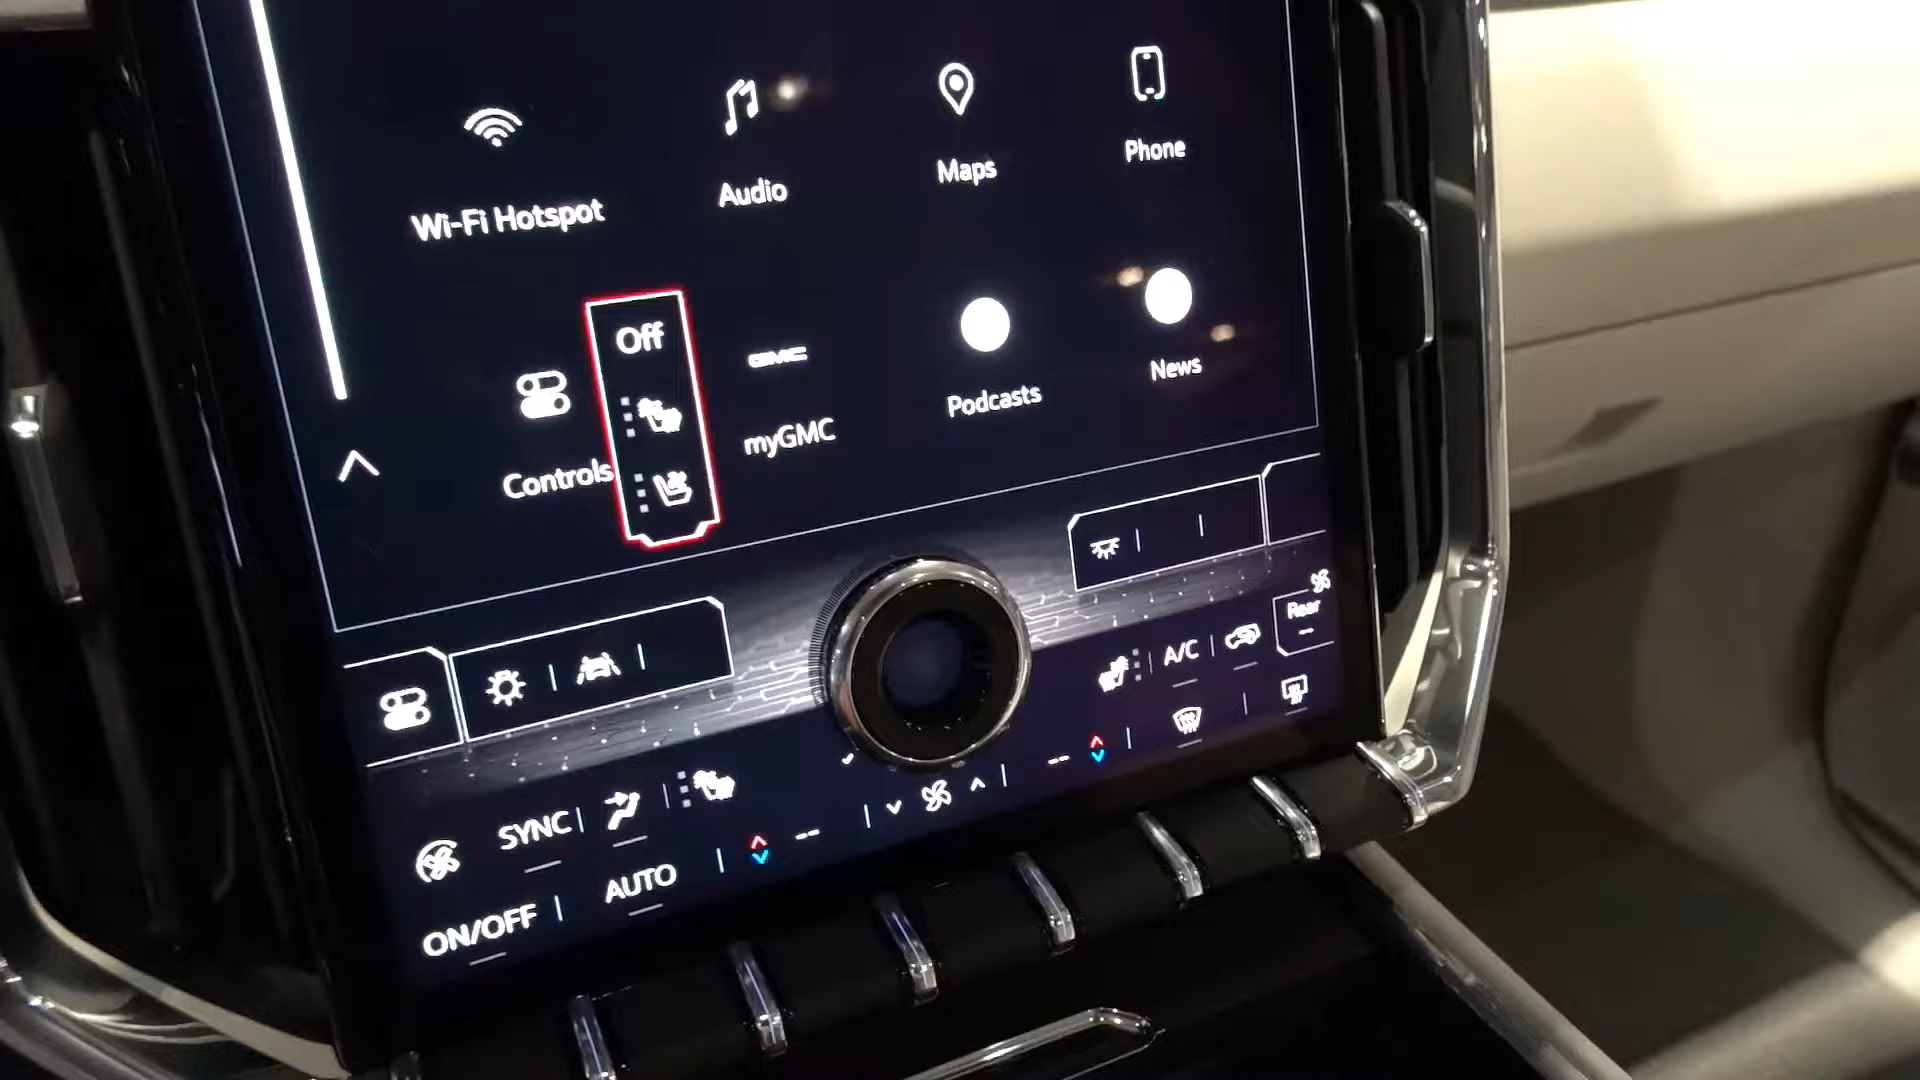 Wi-Fi Hotspot
Audio
Maps
Phone
Off
Controls
GMC
myGMC
Podcasts
News
SYNC
A/C
Rear
ON/OFF
AUTO